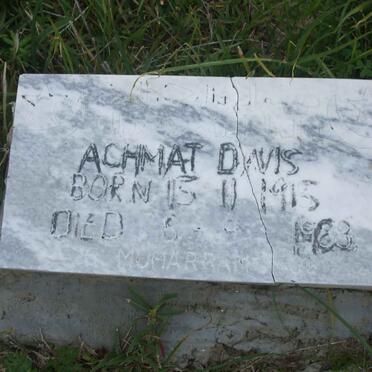 ACHMAT DAVIS
BORN 15 11 1915
DIED 6 - - 1983
MUHARRAM